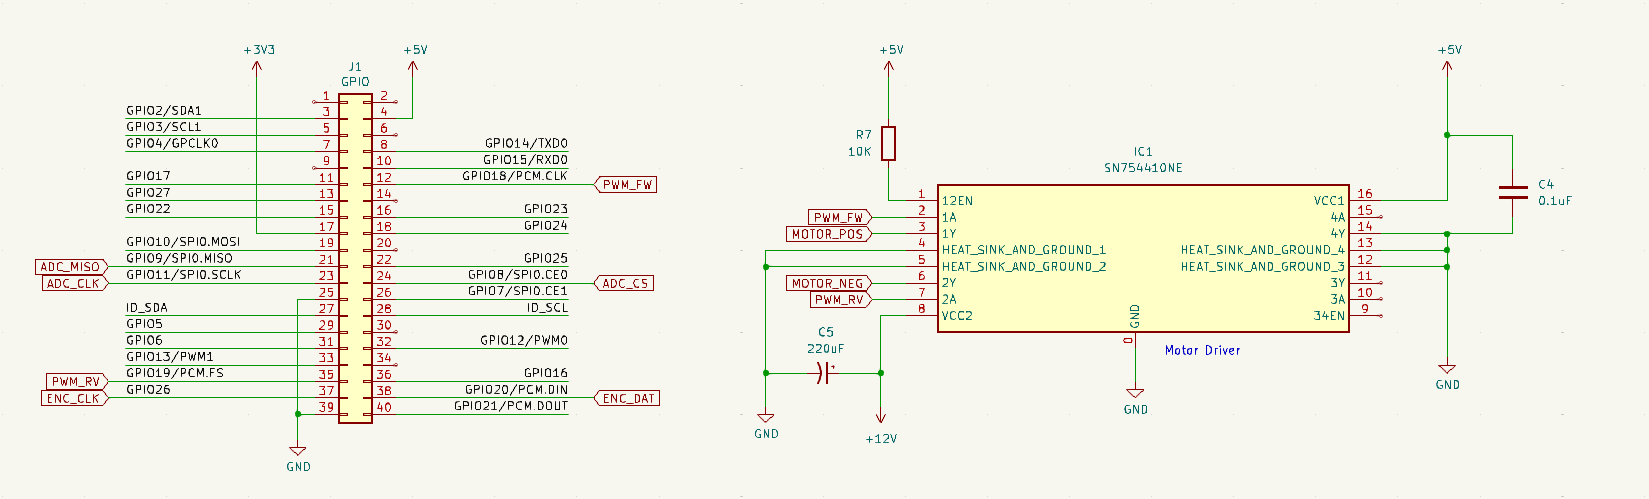 +3V3
+5V
J1
GPIO
1 2
GPIO2/SDA1 3 4
GPIO3/SCL1 5 6
GPIO4/GPCLK0 7 8 GPIO14/TXD0
9 10 GPIO15/RXD0
GPIO17 11 12 GPIO18/PCM.CLK PWM_FW
GPIO27 13 14
GPIO22 15 16 GPIO23
17 18 GPIO24
GPIO10/SPI0.MOSI 19 20
ADC_MISO GPIO9/SPI0.MISO 21 22 GPIO25
ADC_CLK GPIO11/SPI0.SCLK 23 24 GPIO8/SPI0.CE0 ADC_CS
25 26 GPIO7/SPI0.CE1
ID_SDA 27 28 ID_SCL
GPIO5 29 30
GPIO6 31 32 GPIO12/PWM0
GPIO13/PWM1 33 34
PWM_RV GPIO19/PCM.FS 35 36 GPIO16
ENC_CLK GPIO26 37 38 GPIO20/PCM.DIN ENC_DAT
39 40 GPIO21/PCM.DOUT
GND
+5V
+5V
R7
10K
IC1
SN754410NE
C4
0.1uF
1 12EN VCC1 16
PWM_FW 2 1A 4A 15
MOTOR_POS 3 1Y 4Y 14
4 HEAT_SINK_AND_GROUND_1 HEAT_SINK_AND_GROUND_4 13
5 HEAT_SINK_AND_GROUND_2 HEAT_SINK_AND_GROUND_3 12
MOTOR_NEG 6 2Y 3Y 11
PWM_RV 7 2A 3A 10
8 VCC2 GND 34EN 9
0
Motor Driver
C5
220uF
+
GND
+12V
GND
GND